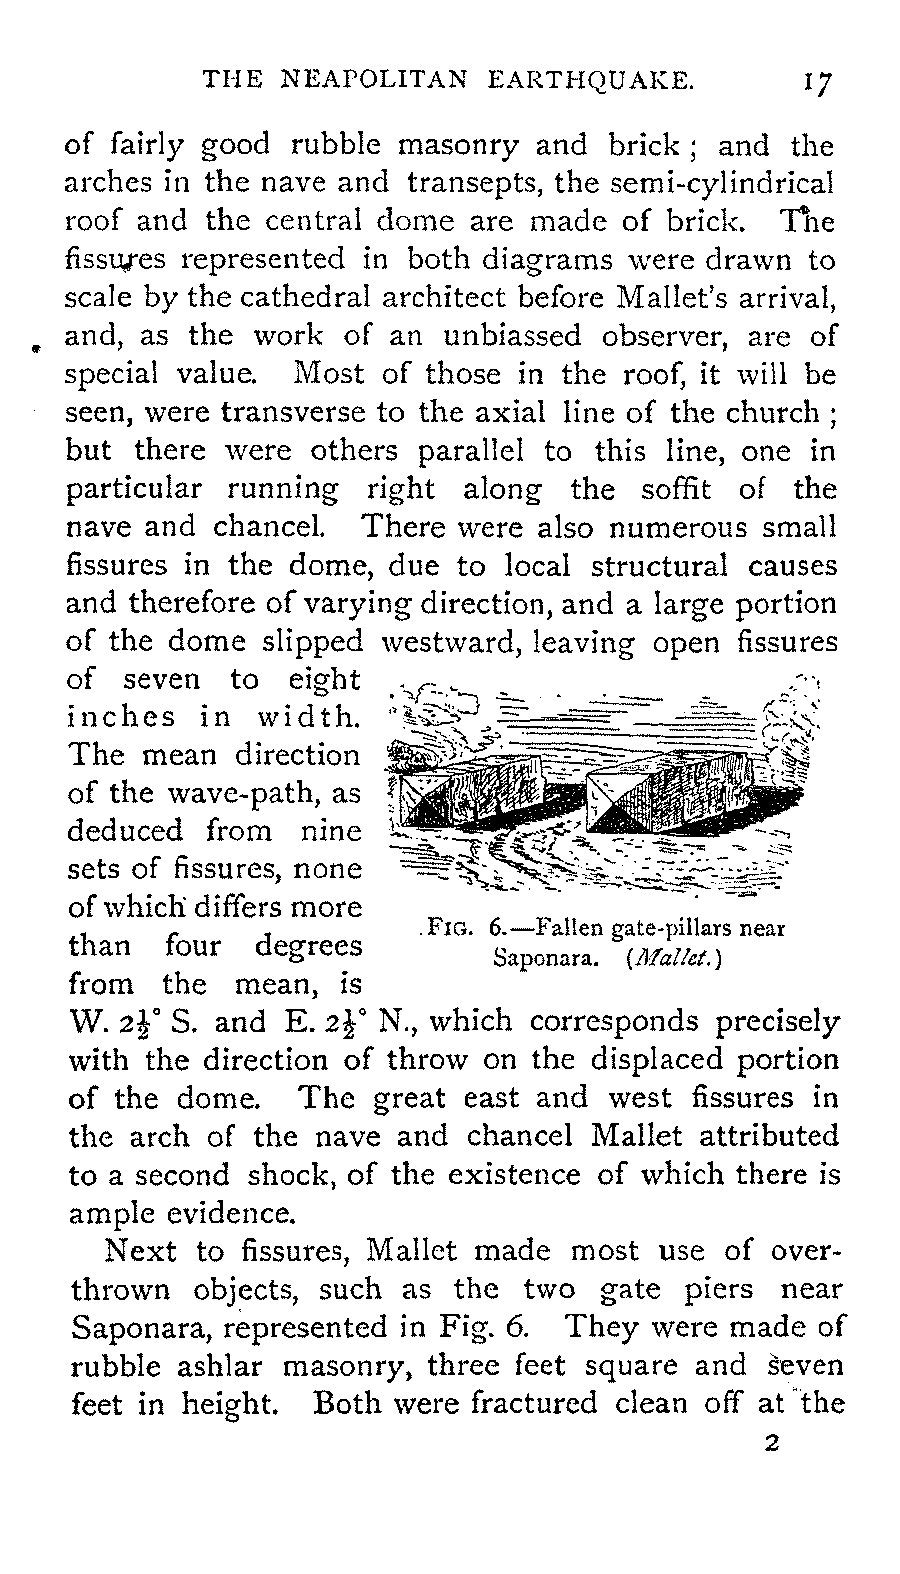 THE NEAPOLITAN EARTHQUAKE. 17
of fairly good rubble masonry and brick; and the
arches in the nave and transepts, the semi-cylindrical
roof and the central dome are made of brick. The
fissures represented in both diagrams were drawn to
scale by the cathedral architect before Mallet's arrival,
and, as the work of an unbiassed observer, are of
special value. Most of those in the roof, it will be
seen, were transverse to the axial line of the church;
but there were others parallel to this line, one in
particular running right along the soffit of the
nave and chancel. There were also numerous small
fissures in the dome, due to local structural causes
and therefore of varying direction, and a large portion
of the dome slipped westward, leaving open fissures
of seven to eight
inches in width.
The mean direction
of the wave-path, as
deduced from nine
sets of fissures, none
of which differs more
than four degrees
from the mean, is
FIG. 6.—Fallen gate-pillars near
Saponara. (Mallet.)
W. 2½° S. and E. 2½° N., which corresponds precisely
with the direction of throw on the displaced portion
of the dome. The great east and west fissures in
the arch of the nave and chancel Mallet attributed
to a second shock, of the existence of which there is
ample evidence.
Next to fissures, Mallet made most use of over-
thrown objects, such as the two gate piers near
Saponara, represented in Fig. 6. They were made of
rubble ashlar masonry, three feet square and seven
feet in height. Both were fractured clean off at the
2